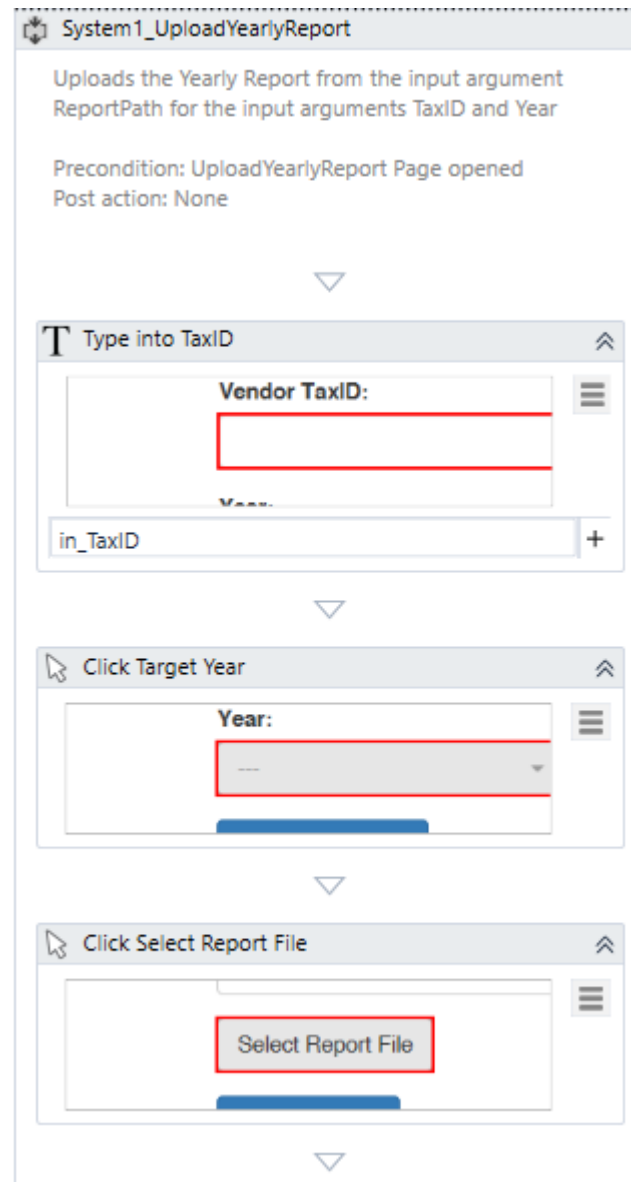 System1_UploadYearlyReport
Uploads the Yearly Report from the input argument
ReportPath for the input arguments TaxID and Year
Precondition: UploadYearlyReport Page opened
Post action: None
T Type into TaxID
Vendor TaxID:
Year:
in_TaxID
+
Click Target Year
Year:
---
Click Select Report File
Select Report File